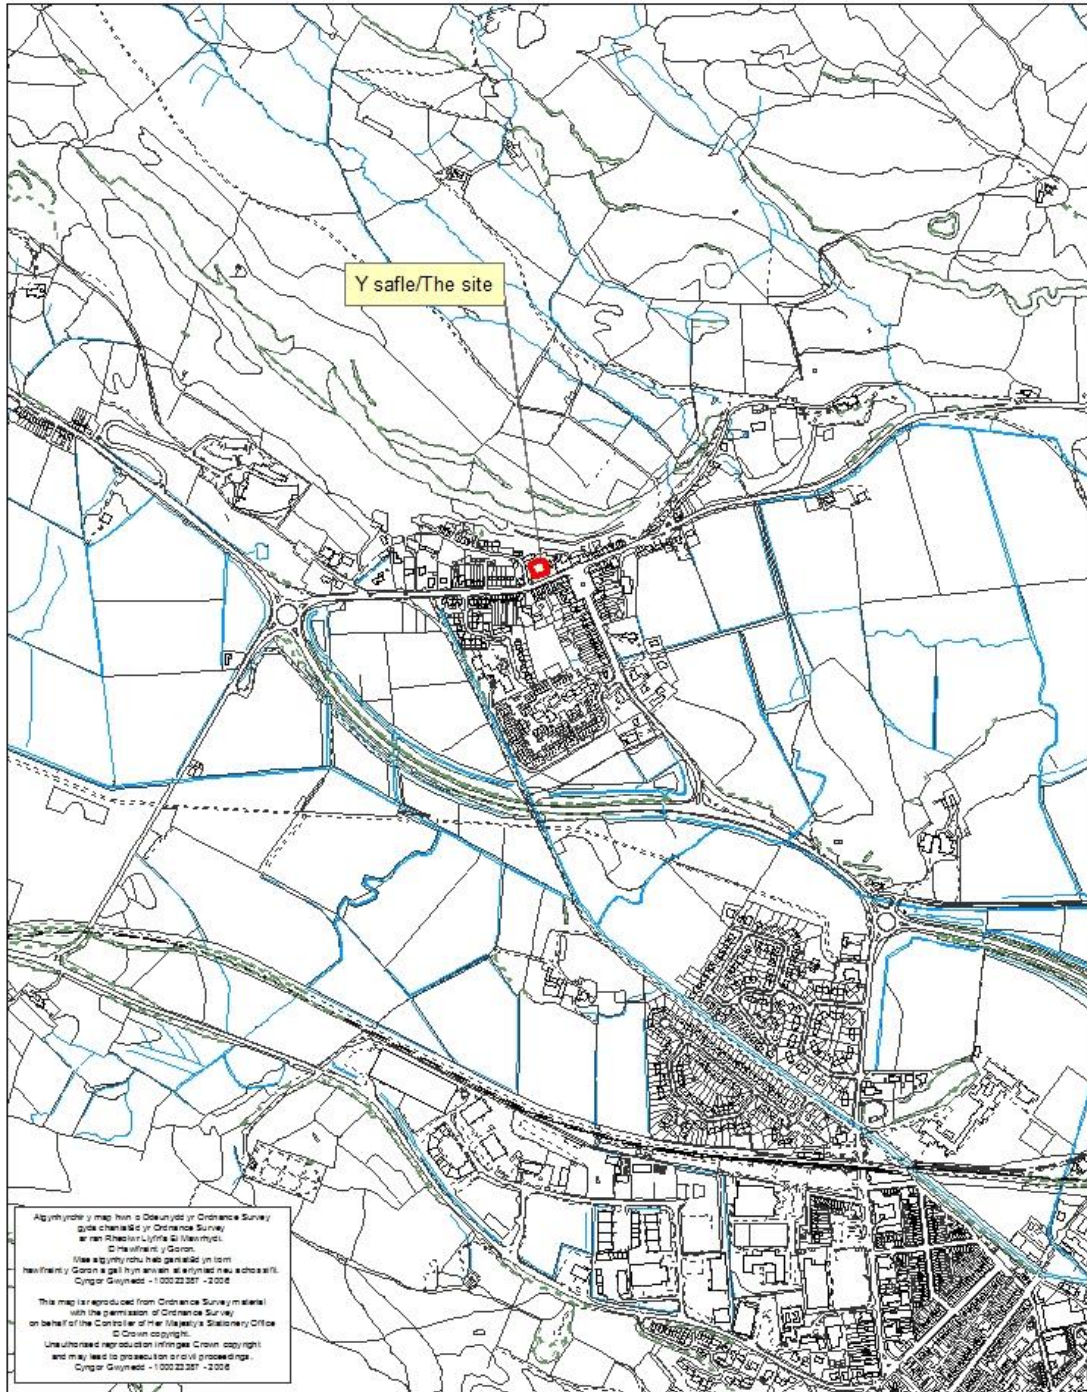 Y safle/The site
Algynhyrchir y map hwn o Ddeunydd yr Ordnance Survey
gyda chaniatâd yr Ordnance Survey
ar ran Rheolwr Llyfrfa Ei Mawrhydi.
© Hawlfraint y Goron.
Mae atgynhyrchu heb ganiatâd yn torri
hawlfraint y Goron a gall hyn arwain at erlyniad neu achos sifil.
Cyngor Gwynedd - 100023387 - 2006
This map is reproduced from Ordnance Survey material
with the permission of Ordnance Survey
on behalf of the Controller of Her Majesty's Stationery Office
© Crown copyright.
Unauthorised reproduction infringes Crown copyright
and may lead to prosecution or civil proceedings.
Cyngor Gwynedd - 100023387 - 2006